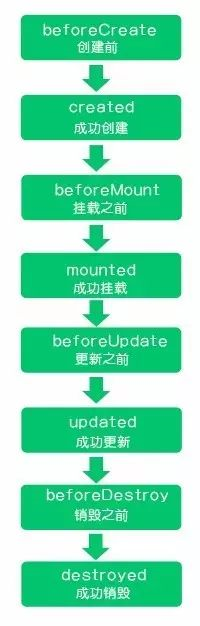 beforeCreate
创建前
created
成功创建
beforeMount
挂载之前
mounted
成功挂载
beforeUpdate
更新之前
updated
成功更新
beforeDestroy
销毁之前
destroyed
成功销毁